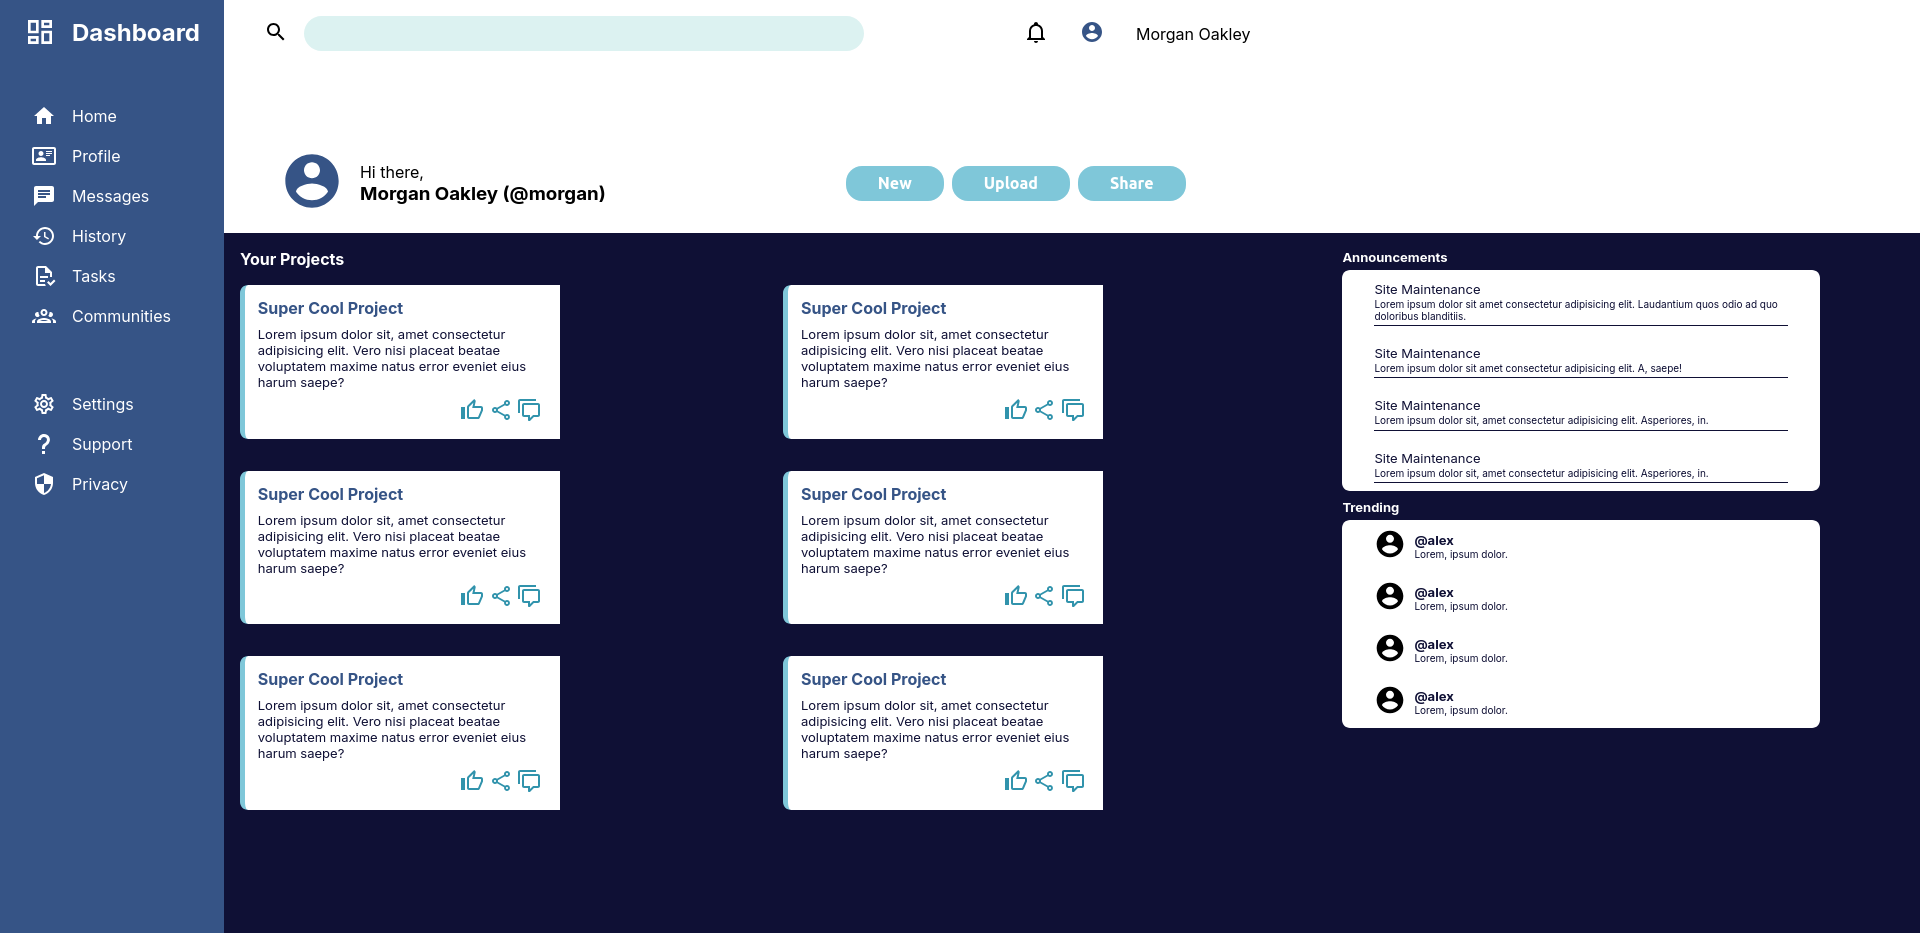 Dashboard
Home
Profile
Messages
History
Tasks
Communities
Settings
Support
Privacy
Morgan Oakley
Hi there,
Morgan Oakley (@morgan)
New
Upload
Share
Your Projects
Super Cool Project
Lorem ipsum dolor sit, amet consectetur
adipisicing elit. Vero nisi placeat beatae
voluptatem maxime natus error eveniet eius
harum saepe?
Super Cool Project
Lorem ipsum dolor sit, amet consectetur
adipisicing elit. Vero nisi placeat beatae
voluptatem maxime natus error eveniet eius
harum saepe?
Super Cool Project
Lorem ipsum dolor sit, amet consectetur
adipisicing elit. Vero nisi placeat beatae
voluptatem maxime natus error eveniet eius
harum saepe?
Super Cool Project
Lorem ipsum dolor sit, amet consectetur
adipisicing elit. Vero nisi placeat beatae
voluptatem maxime natus error eveniet eius
harum saepe?
Super Cool Project
Lorem ipsum dolor sit, amet consectetur
adipisicing elit. Vero nisi placeat beatae
voluptatem maxime natus error eveniet eius
harum saepe?
Super Cool Project
Lorem ipsum dolor sit, amet consectetur
adipisicing elit. Vero nisi placeat beatae
voluptatem maxime natus error eveniet eius
harum saepe?
Announcements
Site Maintenance
Lorem ipsum dolor sit amet consectetur adipisicing elit. Laudantium quos odio ad quo
doloribus blanditiis.
Site Maintenance
Lorem ipsum dolor sit amet consectetur adipisicing elit. A, saepe!
Site Maintenance
Lorem ipsum dolor sit, amet consectetur adipisicing elit. Asperiores, in.
Site Maintenance
Lorem ipsum dolor sit, amet consectetur adipisicing elit. Asperiores, in.
Trending
@alex
Lorem, ipsum dolor.
@alex
Lorem, ipsum dolor.
@alex
Lorem, ipsum dolor.
@alex
Lorem, ipsum dolor.